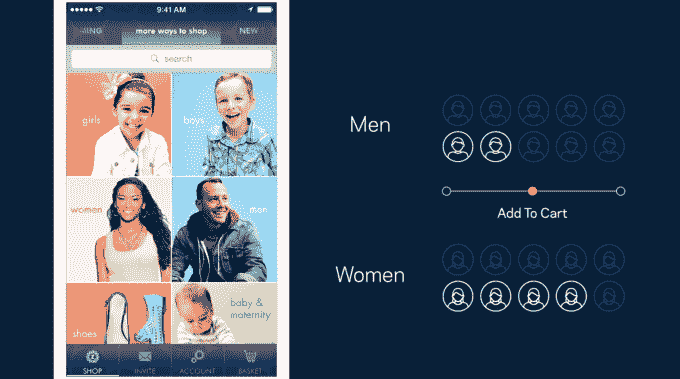 9:41 AM
more ways to shop
NEW
search
girls
boys
women
men
shoes
baby &
maternity
SHOP
INVITE
ACCOUNT
BASKET
Men
Add To Cart
Women